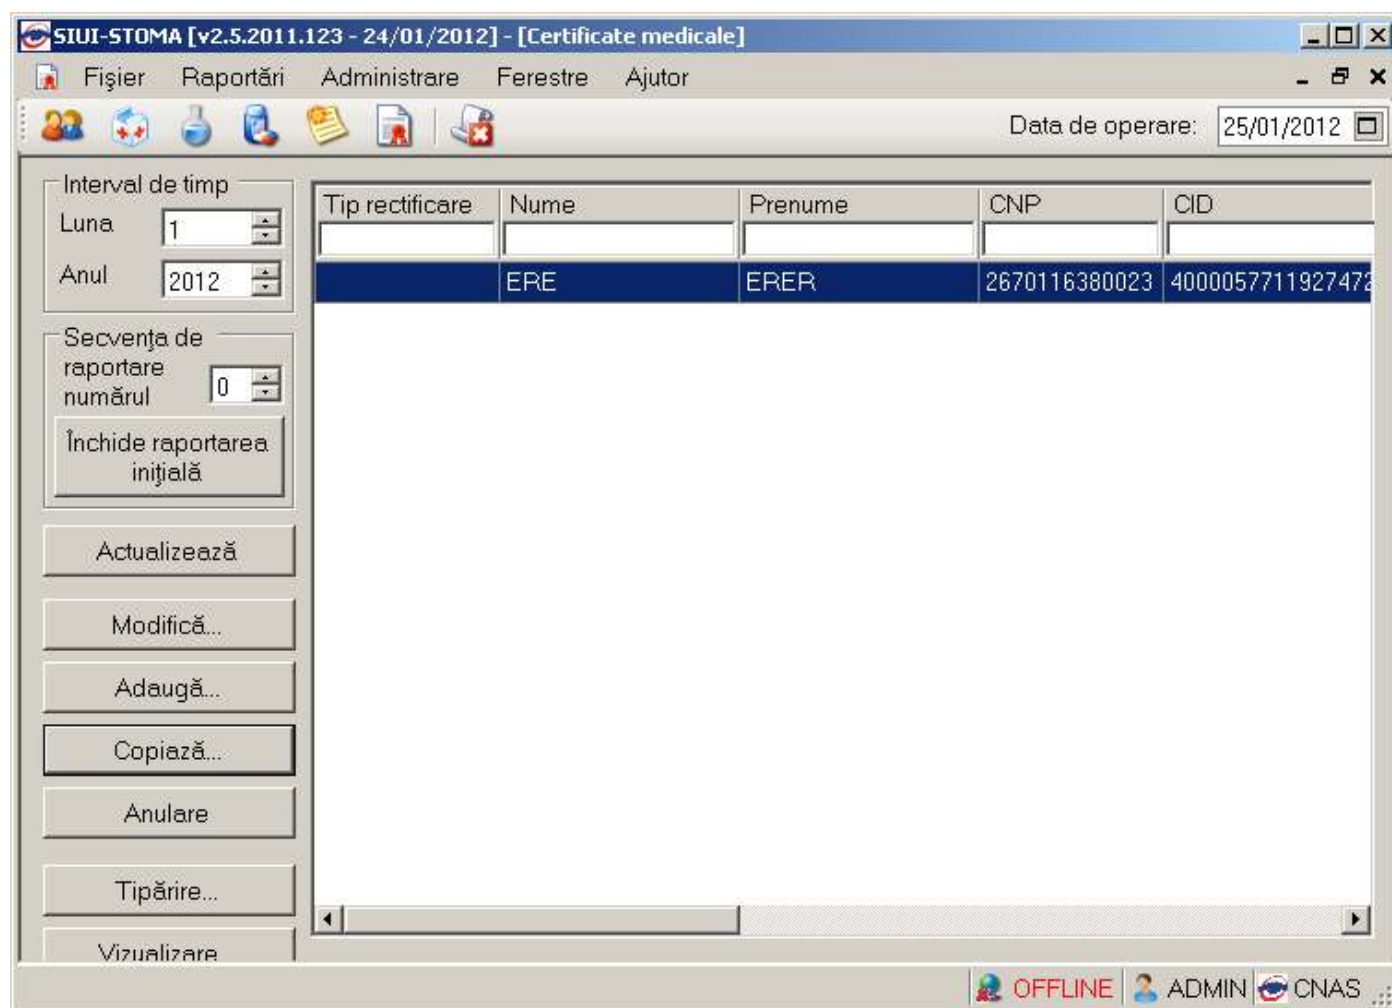 SIUI-STOMA [v2.5.2011.123 - 24/01/2012] - [Certificate medicale]
Fişier Raportări Administrare Ferestre Ajutor
Data de operare: 25/01/2012
Interval de timp
Luna 1
Anul 2012
Secvenţa de
raportare
numărul 0
Închide raportarea
iniţială
Actualizează
Modifică...
Adaugă...
Copiază...
Anulare
Tipărire...
Vizualizare
Tip rectificare Nume Prenume CNP CID
ERE ERER 2670116380023 4000057711927472
OFFLINE ADMIN CNAS